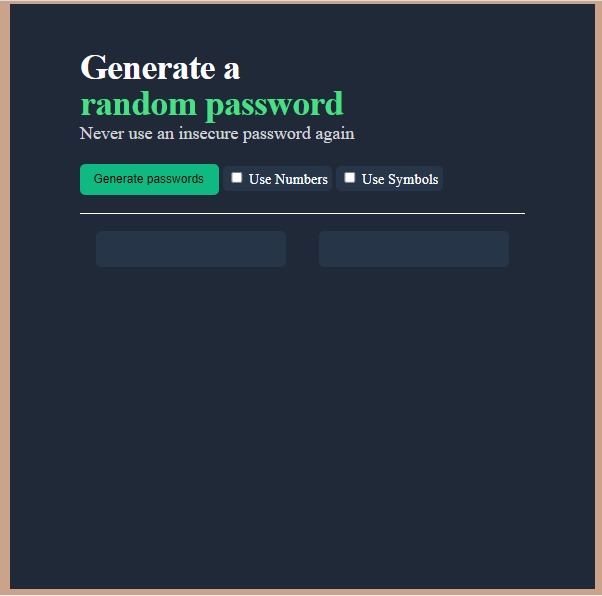 Generate a
random password
Never use an insecure password again
Generate passwords Use Numbers Use Symbols